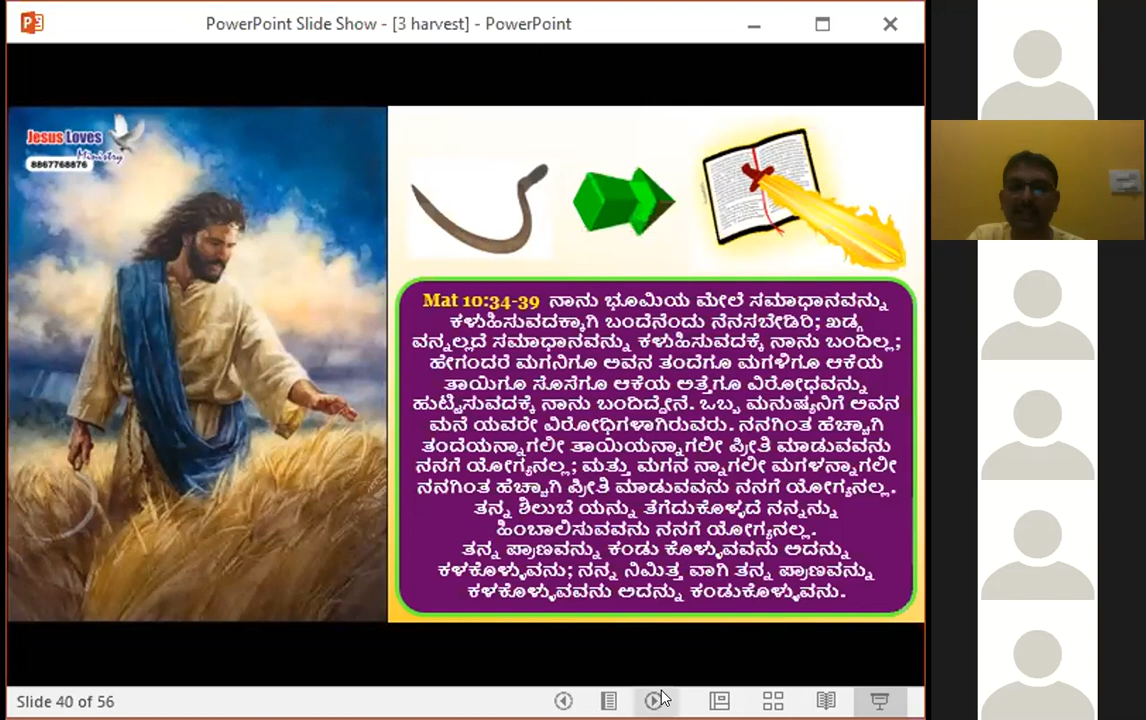 PowerPoint Slide Show - [3 harvest] - PowerPoint
Jesus Loves
Ministry
8867768876
Mat 10:34-39 ನಾನು ಭೂಮಿಯ ಮೇಲೆ ಸಮಾಧಾನವನ್ನು
ಕಳುಹಿಸುವದಕ್ಕಾಗಿ ಬಂದೆನೆಂದು ನೆನಸಬೇಡಿರಿ; ಖಡ್ಗ
ವನ್ನಲ್ಲದೆ ಸಮಾಧಾನವನ್ನು ಕಳುಹಿಸುವದಕ್ಕೆ ನಾನು ಬಂದಿಲ್ಲ;
ಹೇಗಂದರೆ ಮಗನಿಗೂ ಅವನ ತಂದೆಗೂ ಮಗಳಿಗೂ ಆಕೆಯ
ತಾಯಿಗೂ ಸೊಸೆಗೂ ಆಕೆಯ ಅತ್ತೆಗೂ ವಿರೋಧವನ್ನು
ಹುಟ್ಟಿಸುವದಕ್ಕೆ ನಾನು ಬಂದಿದ್ದೇನೆ. ಒಬ್ಬ ಮನುಷ್ಯನಿಗೆ ಅವನ
ಮನೆ ಯವರೇ ವಿರೋಧಿಗಳಾಗಿರುವರು. ನನಗಿಂತ ಹೆಚ್ಚಾಗಿ
ತಂದೆಯನ್ನಾಗಲೀ ತಾಯಿಯನ್ನಾಗಲೀ ಪ್ರೀತಿ ಮಾಡುವವನು
ನನಗೆ ಯೋಗ್ಯನಲ್ಲ; ಮತ್ತು ಮಗನ ನ್ನಾಗಲೀ ಮಗಳನ್ನಾಗಲೀ
ನನಗಿಂತ ಹೆಚ್ಚಾಗಿ ಪ್ರೀತಿ ಮಾಡುವವನು ನನಗೆ ಯೋಗ್ಯನಲ್ಲ.
ತನ್ನ ಶಿಲುಬೆ ಯನ್ನು ತೆಗೆದುಕೊಳ್ಳದೆ ನನ್ನನ್ನು
ಹಿಂಬಾಲಿಸುವವನು ನನಗೆ ಯೋಗ್ಯನಲ್ಲ.
ತನ್ನ ಪ್ರಾಣವನ್ನು ಕಂಡು ಕೊಳ್ಳುವವನು ಅದನ್ನು
ಕಳಕೊಳ್ಳುವನು; ನನ್ನ ನಿಮಿತ್ತ ವಾಗಿ ತನ್ನ ಪ್ರಾಣವನ್ನು
ಕಳಕೊಳ್ಳುವವನು ಅದನ್ನು ಕಂಡುಕೊಳ್ಳುವನು.
Slide 40 of 56